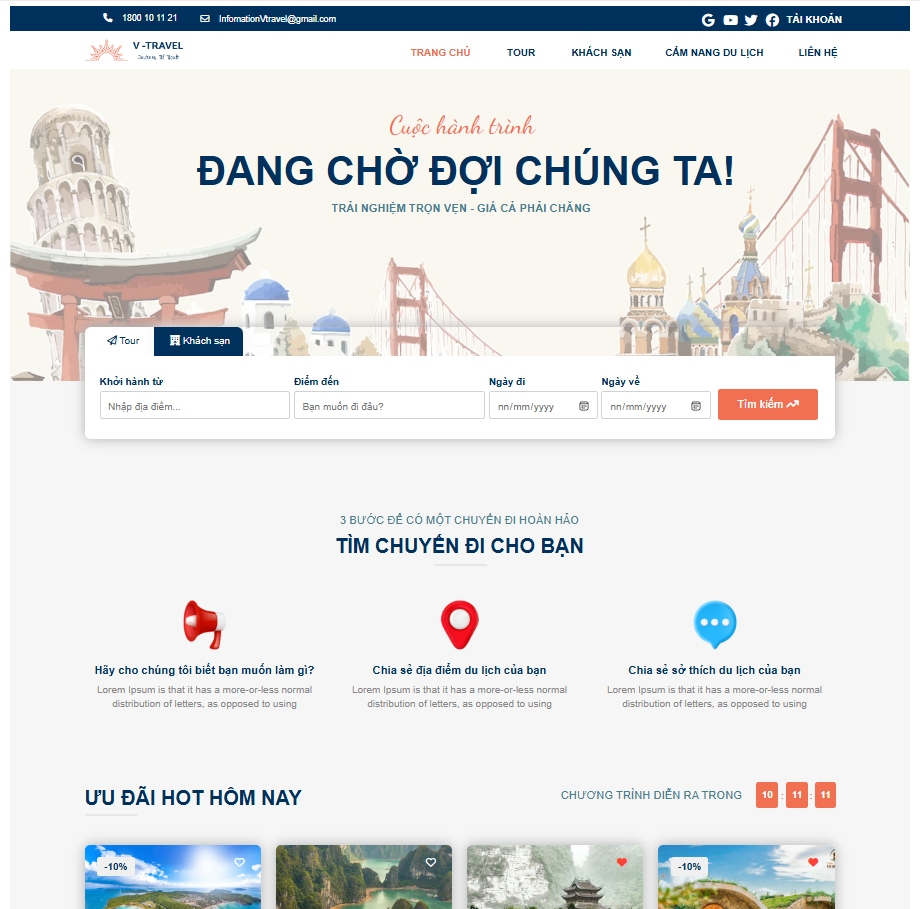 1800 10 11 21
InfomationVtravel@gmail.com
TÀI KHOẢN
V -TRAVEL
TRANG CHỦ
TOUR
KHÁCH SẠN
CẨM NANG DU LỊCH
LIÊN HỆ
Cuộc hành trình
ĐANG CHỜ ĐỢI CHÚNG TA!
TRẢI NGHIỆM TRỌN VẸN - GIÁ CẢ PHẢI CHĂNG
Tour
Khách sạn
Khởi hành từ
Điểm đến
Ngày đi
Ngày về
Nhập địa điểm...
Bạn muốn đi đâu?
nn/mm/yyyy
nn/mm/yyyy
Tìm kiếm
3 BƯỚC ĐỂ CÓ MỘT CHUYẾN ĐI HOÀN HẢO
TÌM CHUYẾN ĐI CHO BẠN
Hãy cho chúng tôi biết bạn muốn làm gì?
Lorem Ipsum is that it has a more-or-less normal
distribution of letters, as opposed to using
Chia sẻ địa điểm du lịch của bạn
Lorem Ipsum is that it has a more-or-less normal
distribution of letters, as opposed to using
Chia sẻ sở thích du lịch của bạn
Lorem Ipsum is that it has a more-or-less normal
distribution of letters, as opposed to using
ƯU ĐÃI HOT HÔM NAY
CHƯƠNG TRÌNH DIỄN RA TRONG
10 : 11 : 11
-10%
-10%